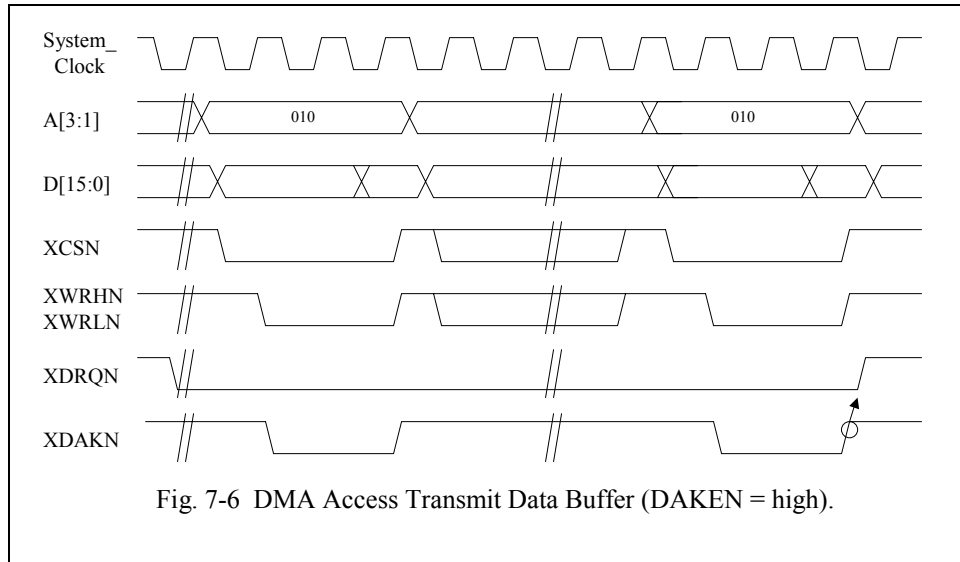 System_
Clock
A[3:1]
010
010
D[15:0]
XCSN
XWRHN
XWRLN
XDRQN
XDAKN
Fig. 7-6 DMA Access Transmit Data Buffer (DAKEN = high).